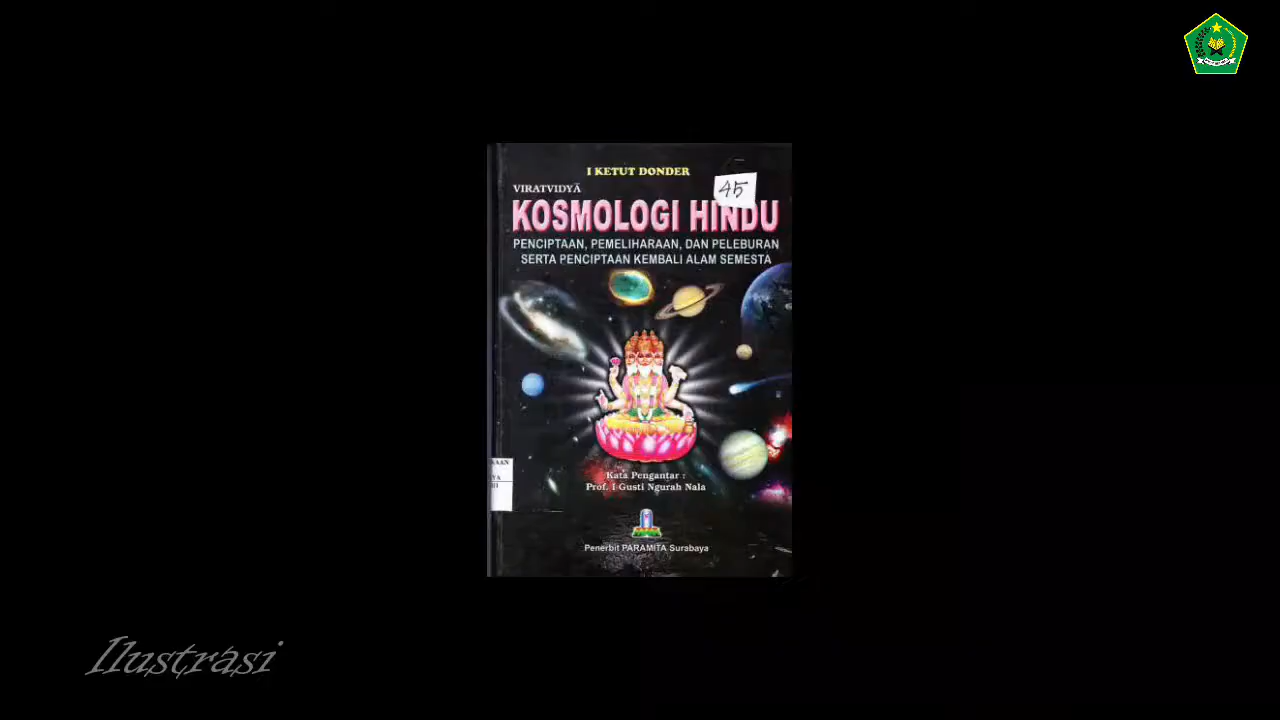 I KETUT DONDER
VIRATVIDYĀ
45
KOSMOLOGI HINDU
PENCIPTAAN, PEMELIHARAAN, DAN PELEBURAN
SERTA PENCIPTAAN KEMBALI ALAM SEMESTA
Kata Pengantar :
Prof. I Gusti Ngurah Nala
Penerbit PARAMITA Surabaya
Ilustrasi